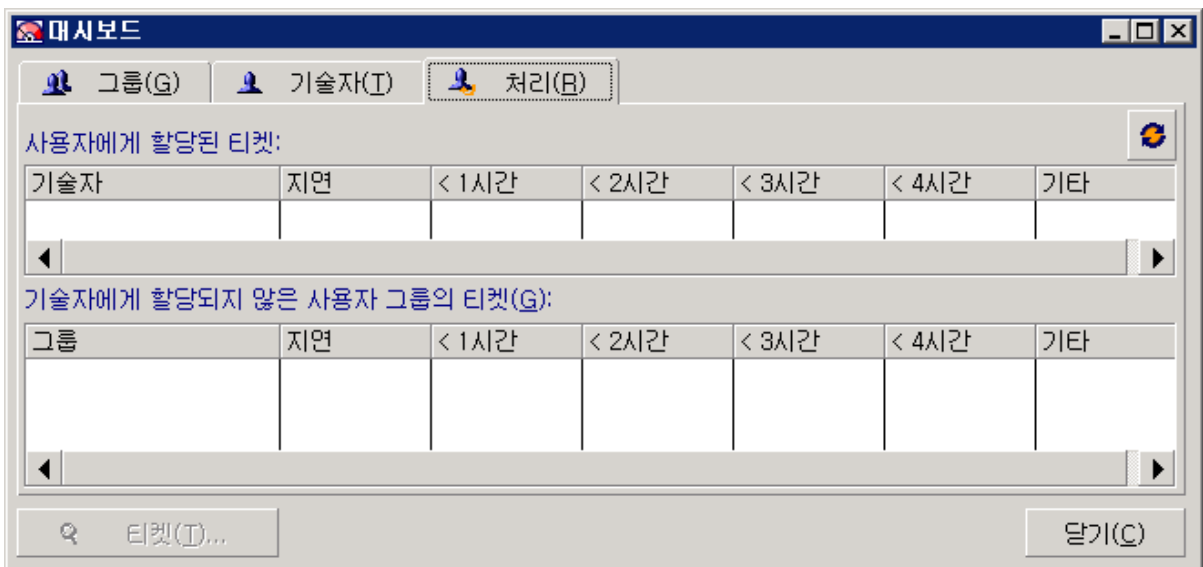 대시보드
그룹(G) 기술자(T) 처리(R)
사용자에게 할당된 티켓:
기술자 지연 < 1시간 < 2시간 < 3시간 < 4시간 기타
기술자에게 할당되지 않은 사용자 그룹의 티켓(G):
그룹 지연 < 1시간 < 2시간 < 3시간 < 4시간 기타
티켓(T)... 닫기(C)